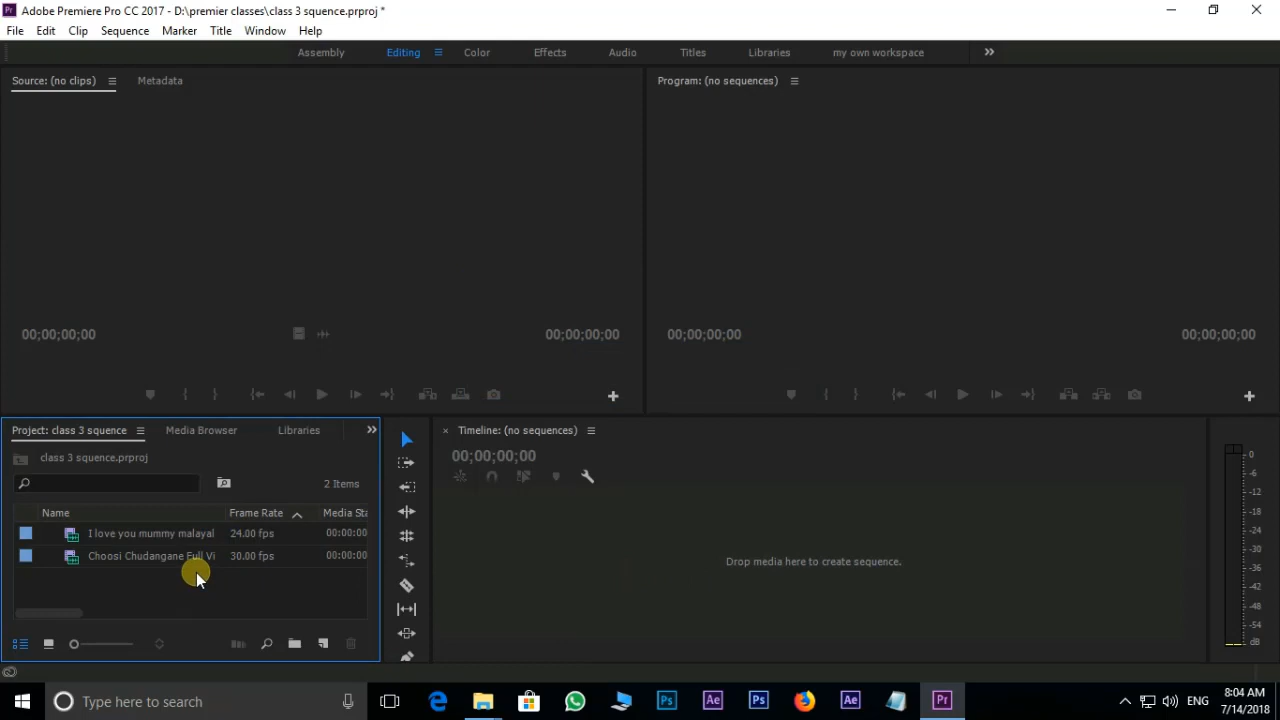 Pr Adobe Premiere Pro CC 2017 - D:\premier classes\class 3 squence.prproj *
File Edit Clip Sequence Marker Title Window Help
Assembly Editing Color Effects Audio Titles Libraries my own workspace
Source: (no clips) Metadata
Program: (no sequences)
00;00;00;00 00;00;00;00
00;00;00;00 00;00;00;00
Project: class 3 squence Media Browser Libraries
class 3 squence.prproj
2 Items
Name Frame Rate Media Sta
I love you mummy malayal 24.00 fps 00:00:00
Choosi Chudangane Full Vi 30.00 fps 00:00:00
Timeline: (no sequences)
00;00;00;00
Drop media here to create sequence.
0
-6
-12
-18
-24
-30
-36
-42
-48
-54
dB
Type here to search
Ps Ae Ps Ae Pr
ENG
8:04 AM
7/14/2018